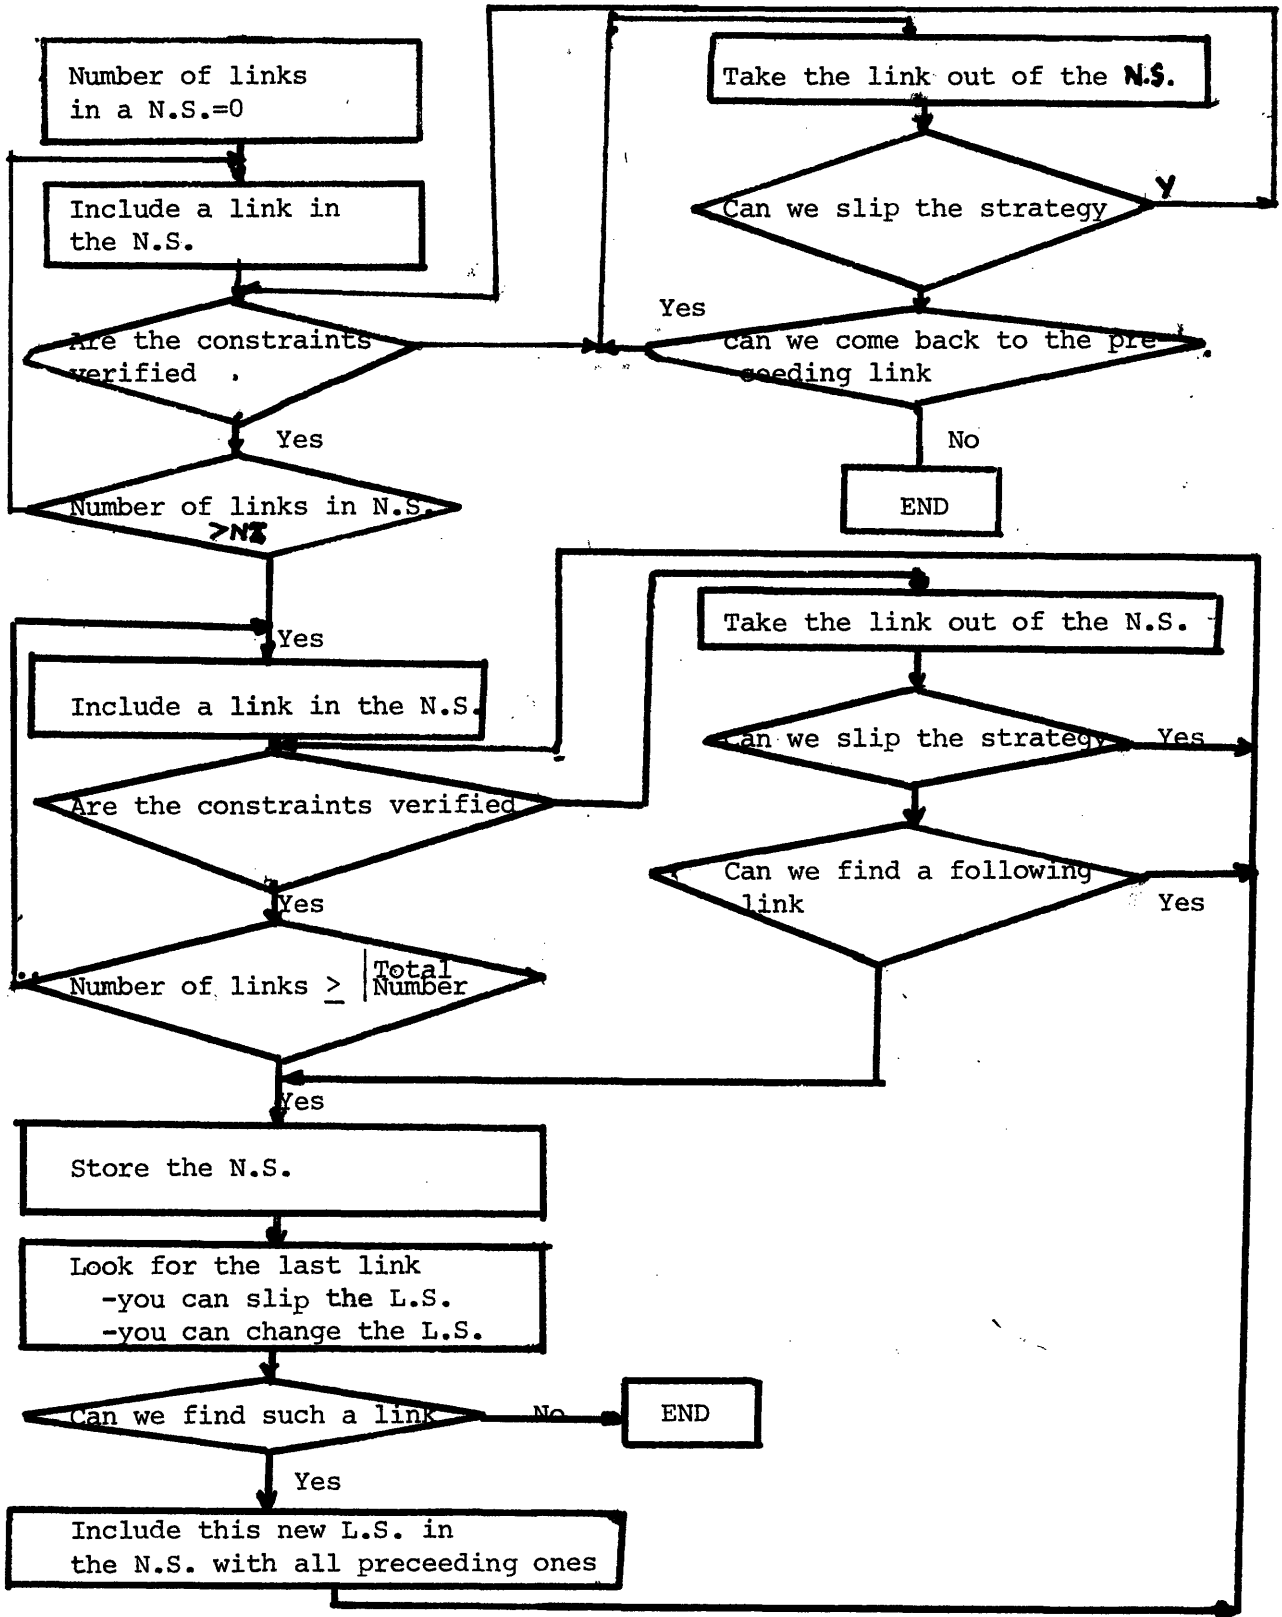 Number of links
in a N.S.=0
Include a link in
the N.S.
Are the constraints
verified
Yes
Number of links in N.S.
Take the link out of the N.S.
Can we slip the strategy
Y
Yes
can we come back to the pre
ceeding link
No
END
Yes
Include a link in the N.S.
Are the constraints verified
Yes
Number of links ≥ |Total
Number
Take the link out of the N.S.
Can we slip the strategy
Yes
Can we find a following
link
Yes
Yes
Store the N.S.
Look for the last link
-you can slip the L.S.
-you can change the L.S.
Can we find such a link
No
END
Yes
Include this new L.S. in
the N.S. with all preceeding ones